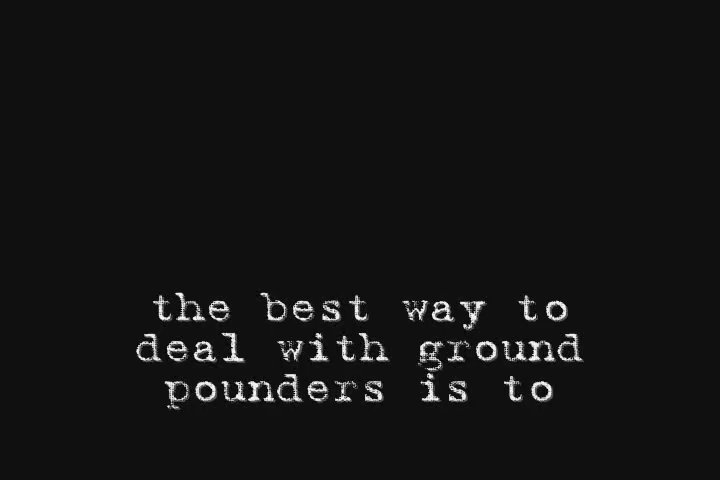 the best way to
deal with ground
pounders is to